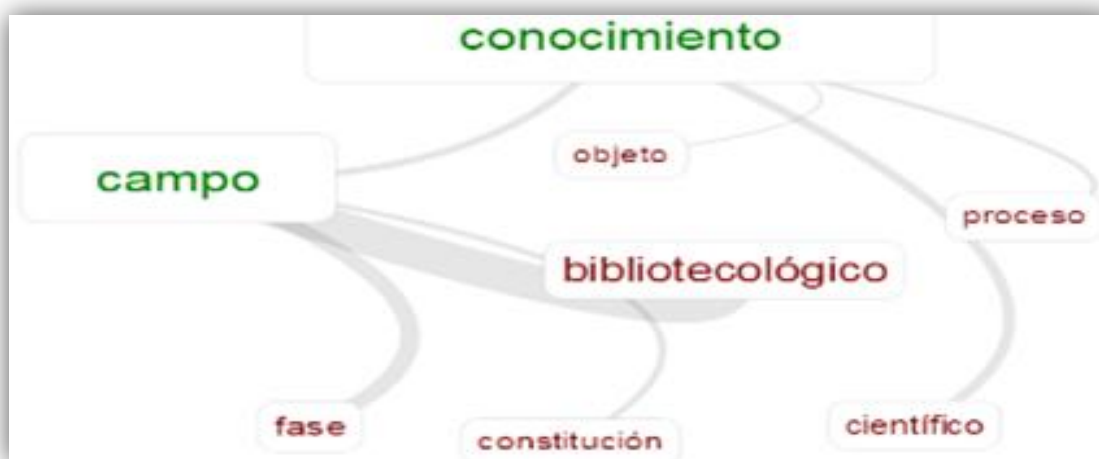 conocimiento
objeto
campo
proceso
bibliotecológico
fase
constitución
científico